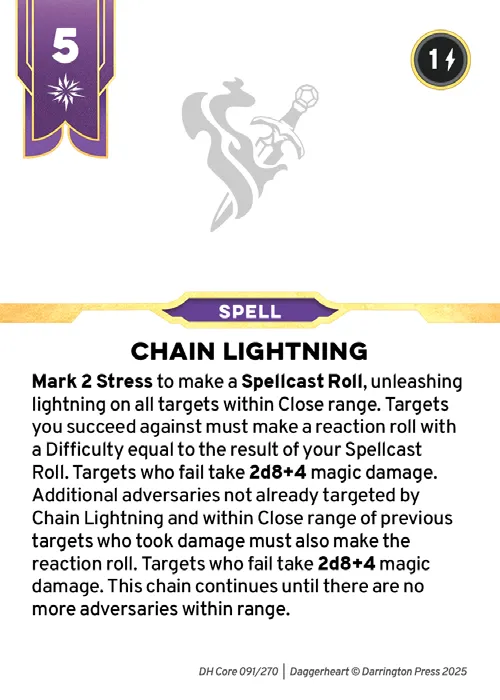 5
1
SPELL
CHAIN LIGHTNING
Mark 2 Stress to make a Spellcast Roll, unleashing
lightning on all targets within Close range. Targets
you succeed against must make a reaction roll with
a Difficulty equal to the result of your Spellcast
Roll. Targets who fail take 2d8+4 magic damage.
Additional adversaries not already targeted by
Chain Lightning and within Close range of previous
targets who took damage must also make the
reaction roll. Targets who fail take 2d8+4 magic
damage. This chain continues until there are no
more adversaries within range.
DH Core 091/270 | Daggerheart © Darrington Press 2025